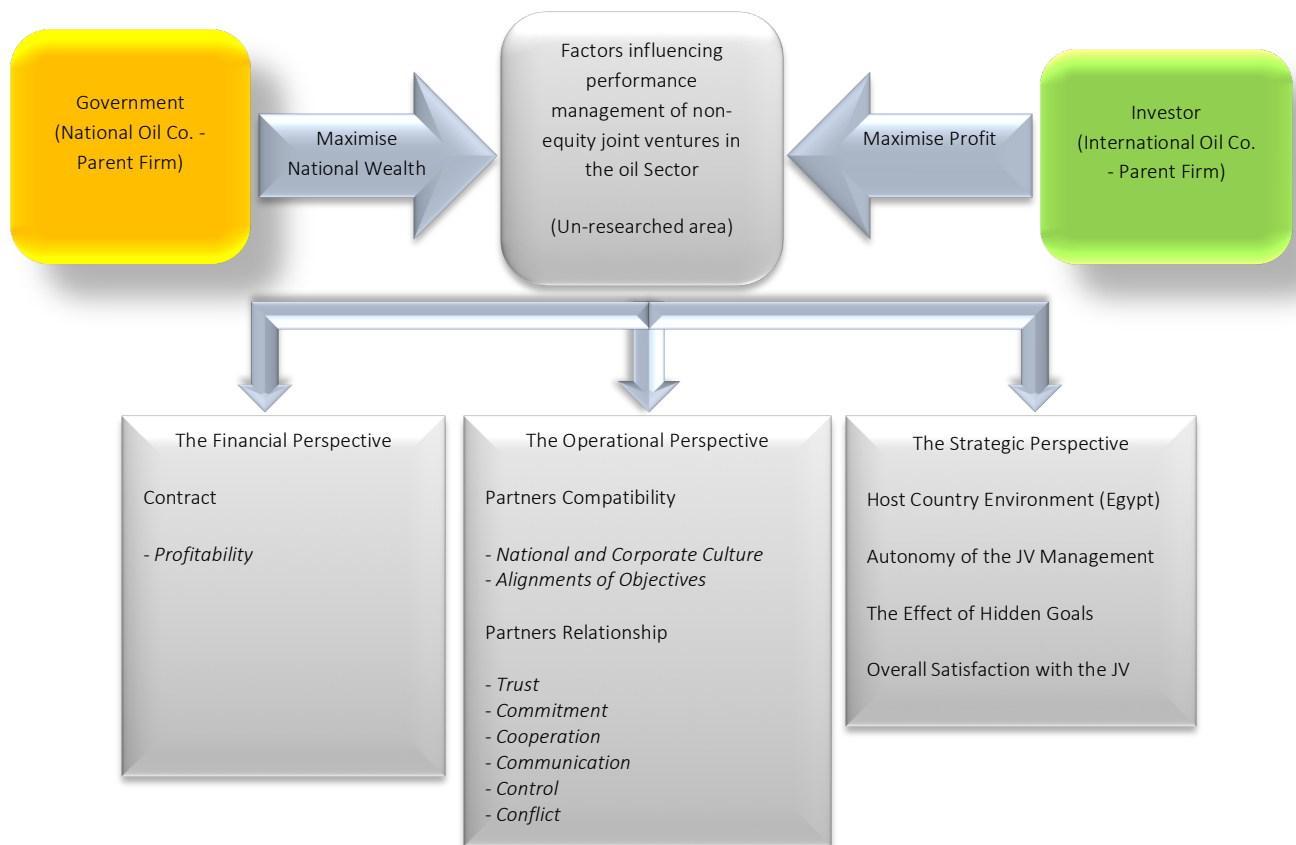 Government
(National Oil Co. -
Parent Firm)
Maximise
National Wealth
Factors influencing
performance
management of non-
equity joint ventures in
the oil Sector
(Un-researched area)
Maximise Profit
Investor
(International Oil Co.
- Parent Firm)
The Financial Perspective
Contract
- Profitability
The Operational Perspective
Partners Compatibility
- National and Corporate Culture
- Alignments of Objectives
Partners Relationship
- Trust
- Commitment
- Cooperation
- Communication
- Control
- Conflict
The Strategic Perspective
Host Country Environment (Egypt)
Autonomy of the JV Management
The Effect of Hidden Goals
Overall Satisfaction with the JV